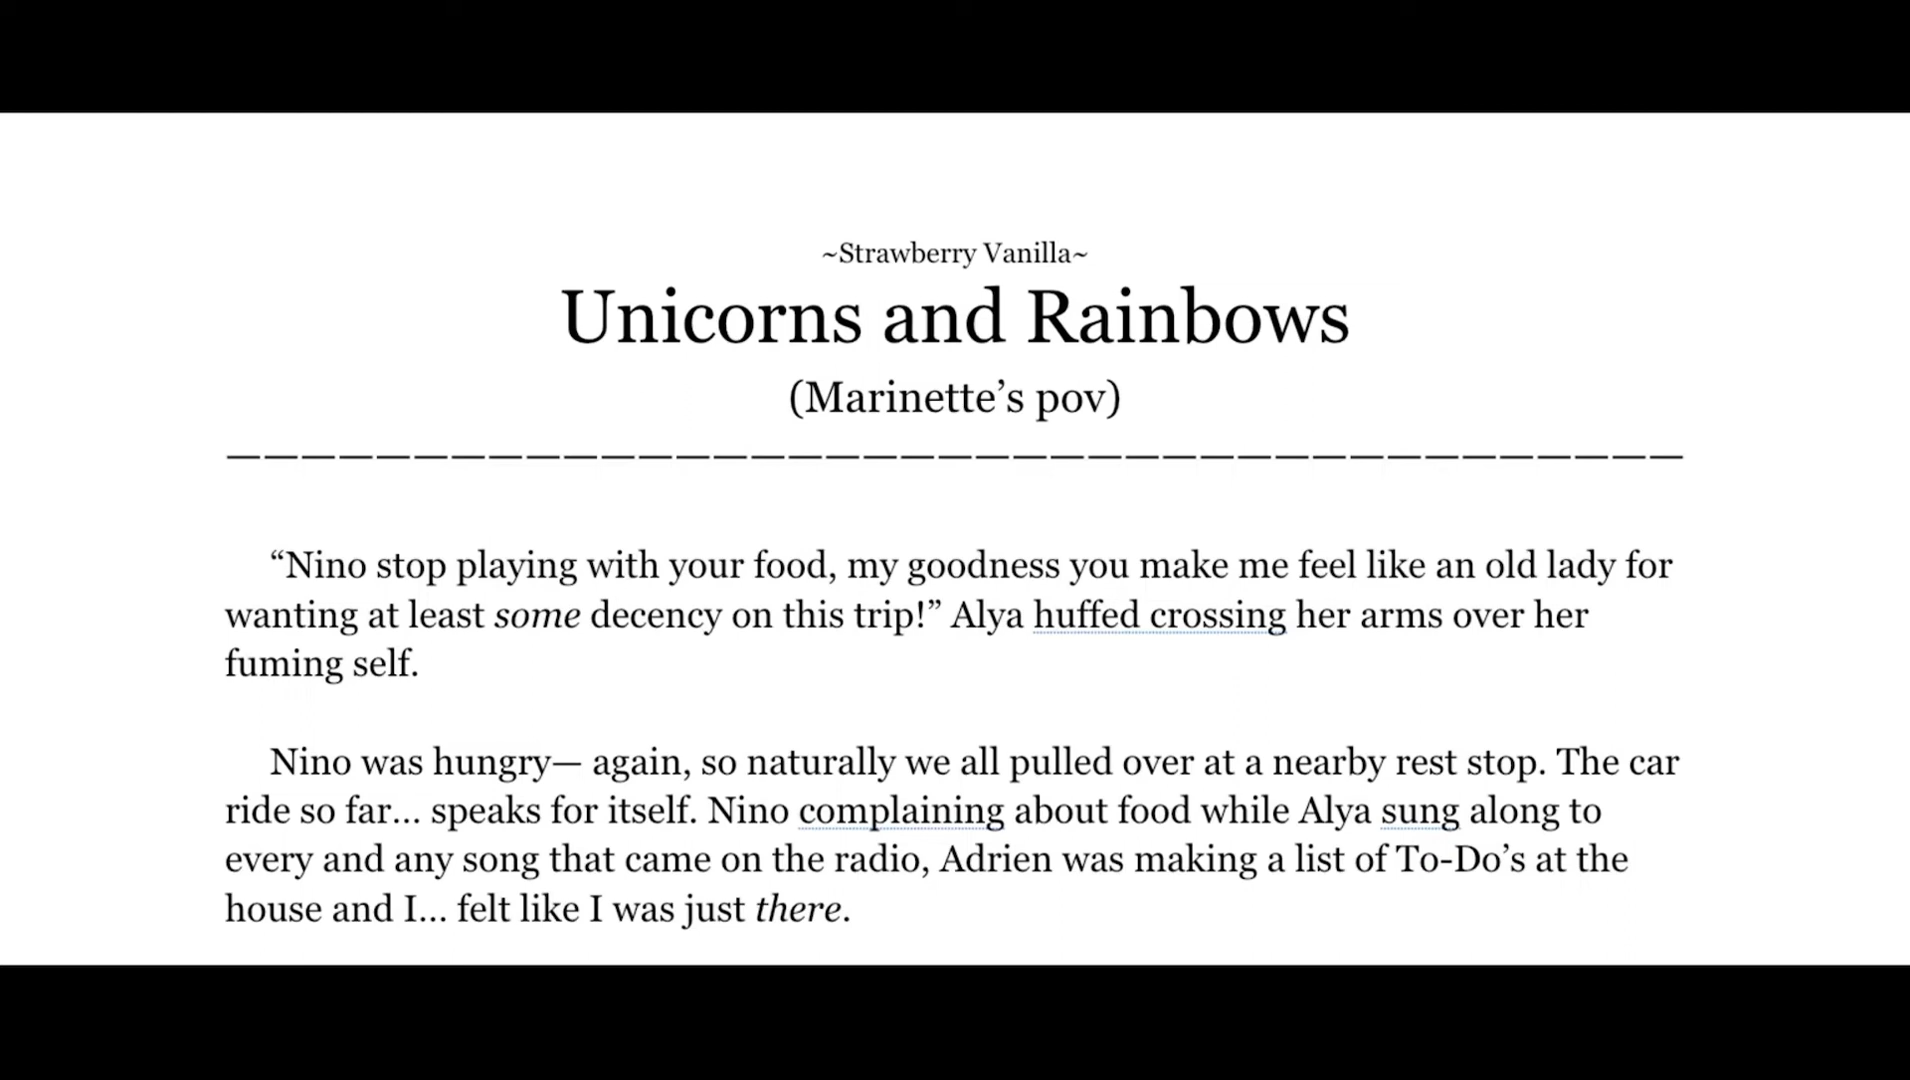 ~Strawberry Vanilla~
Unicorns and Rainbows
(Marinette’s pov)
———————————————————————————————————————
“Nino stop playing with your food, my goodness you make me feel like an old lady for
wanting at least some decency on this trip!” Alya huffed crossing her arms over her
fuming self.
Nino was hungry— again, so naturally we all pulled over at a nearby rest stop. The car
ride so far… speaks for itself. Nino complaining about food while Alya sung along to
every and any song that came on the radio, Adrien was making a list of To-Do’s at the
house and I… felt like I was just there.